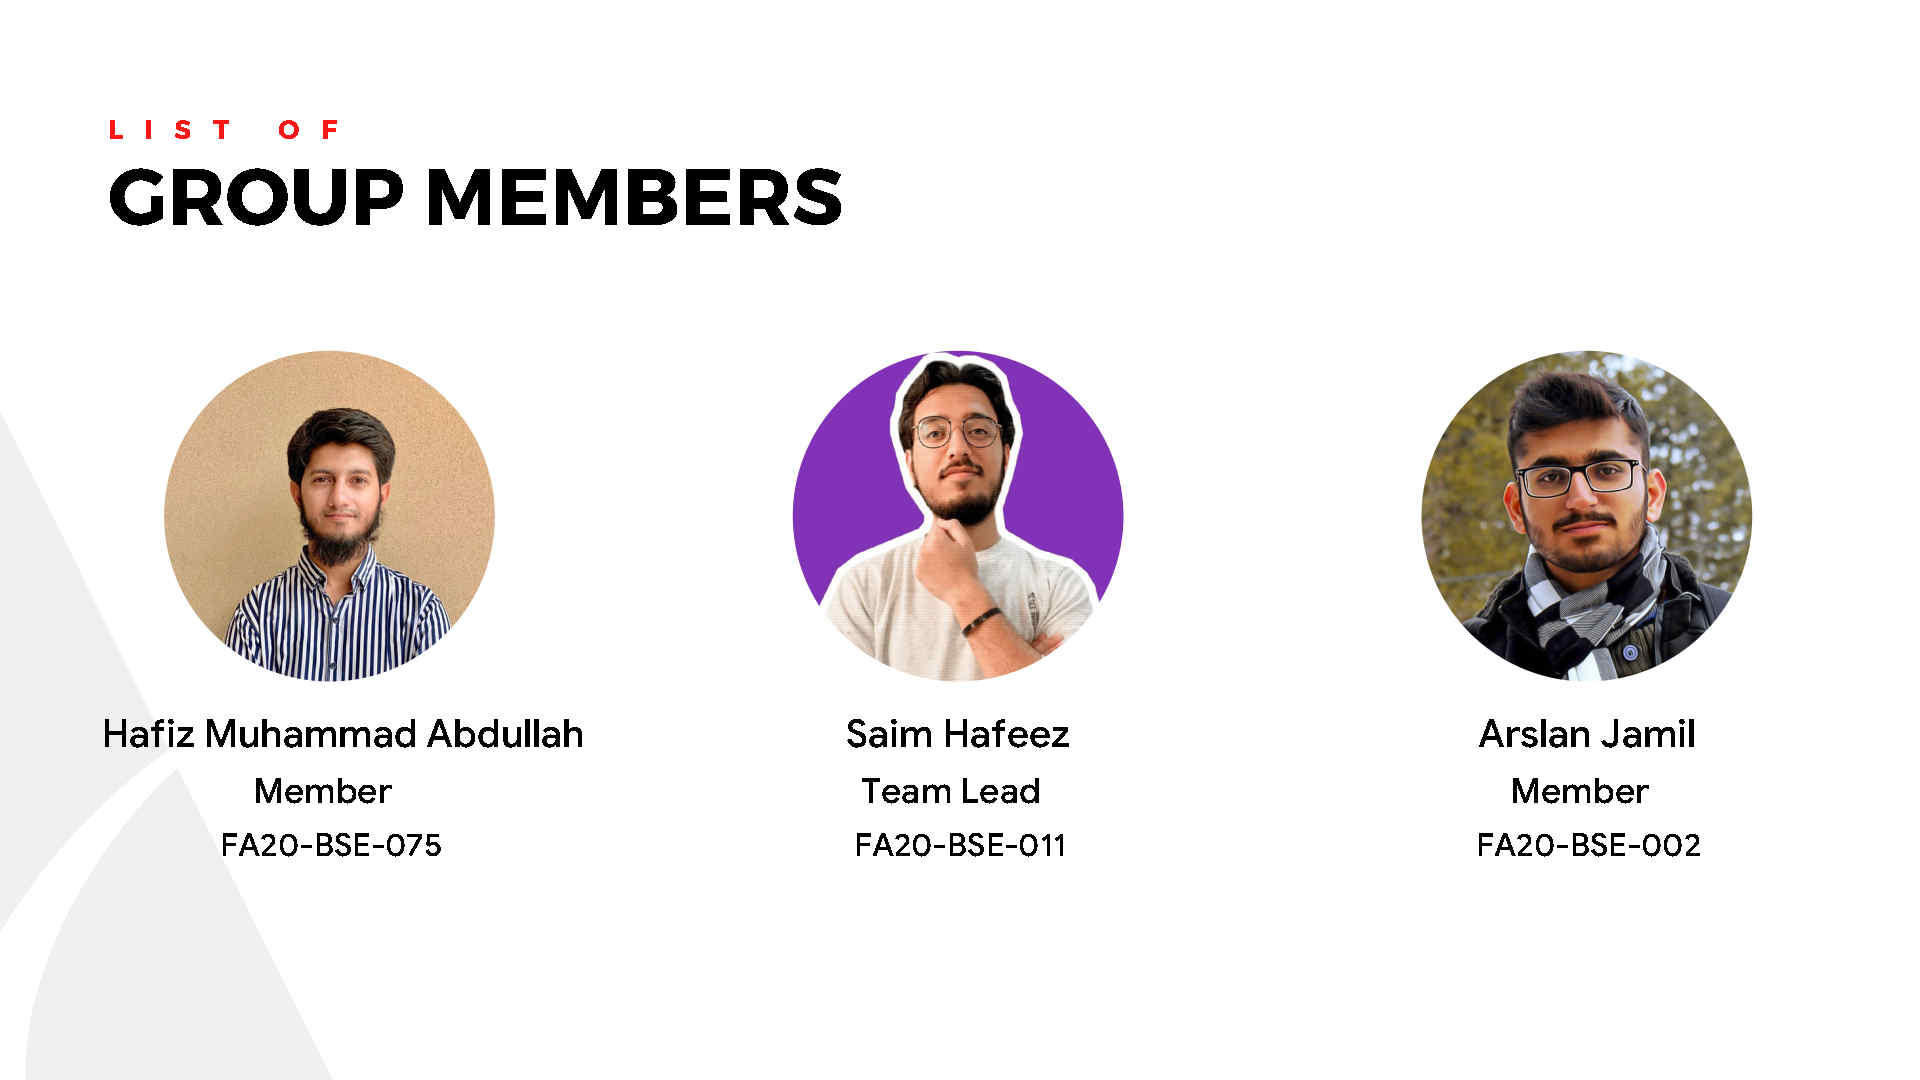 LIST OF
GROUP MEMBERS
Hafiz Muhammad Abdullah
Member
FA20-BSE-075
Saim Hafeez
Team Lead
FA20-BSE-011
Arslan Jamil
Member
FA20-BSE-002